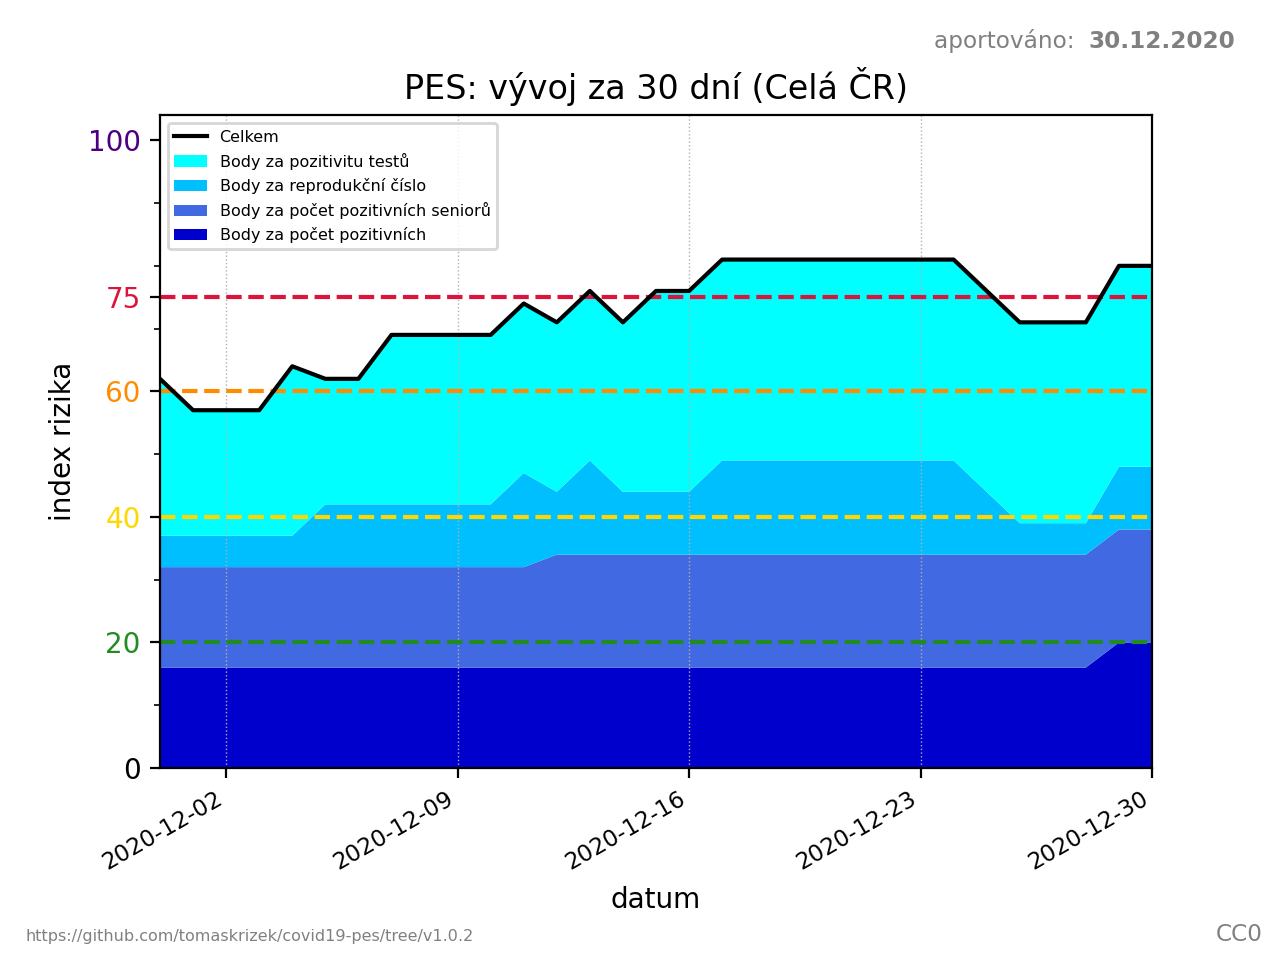 aportováno: 30.12.2020
PES: vývoj za 30 dní (Celá ČR)
Celkem
Body za pozitivitu testů
Body za reprodukční číslo
Body za počet pozitivních seniorů
Body za počet pozitivních
100
75
60
40
20
0
index rizika
2020-12-02
2020-12-09
2020-12-16
2020-12-23
2020-12-30
datum
https://github.com/tomaskrizek/covid19-pes/tree/v1.0.2
CC0